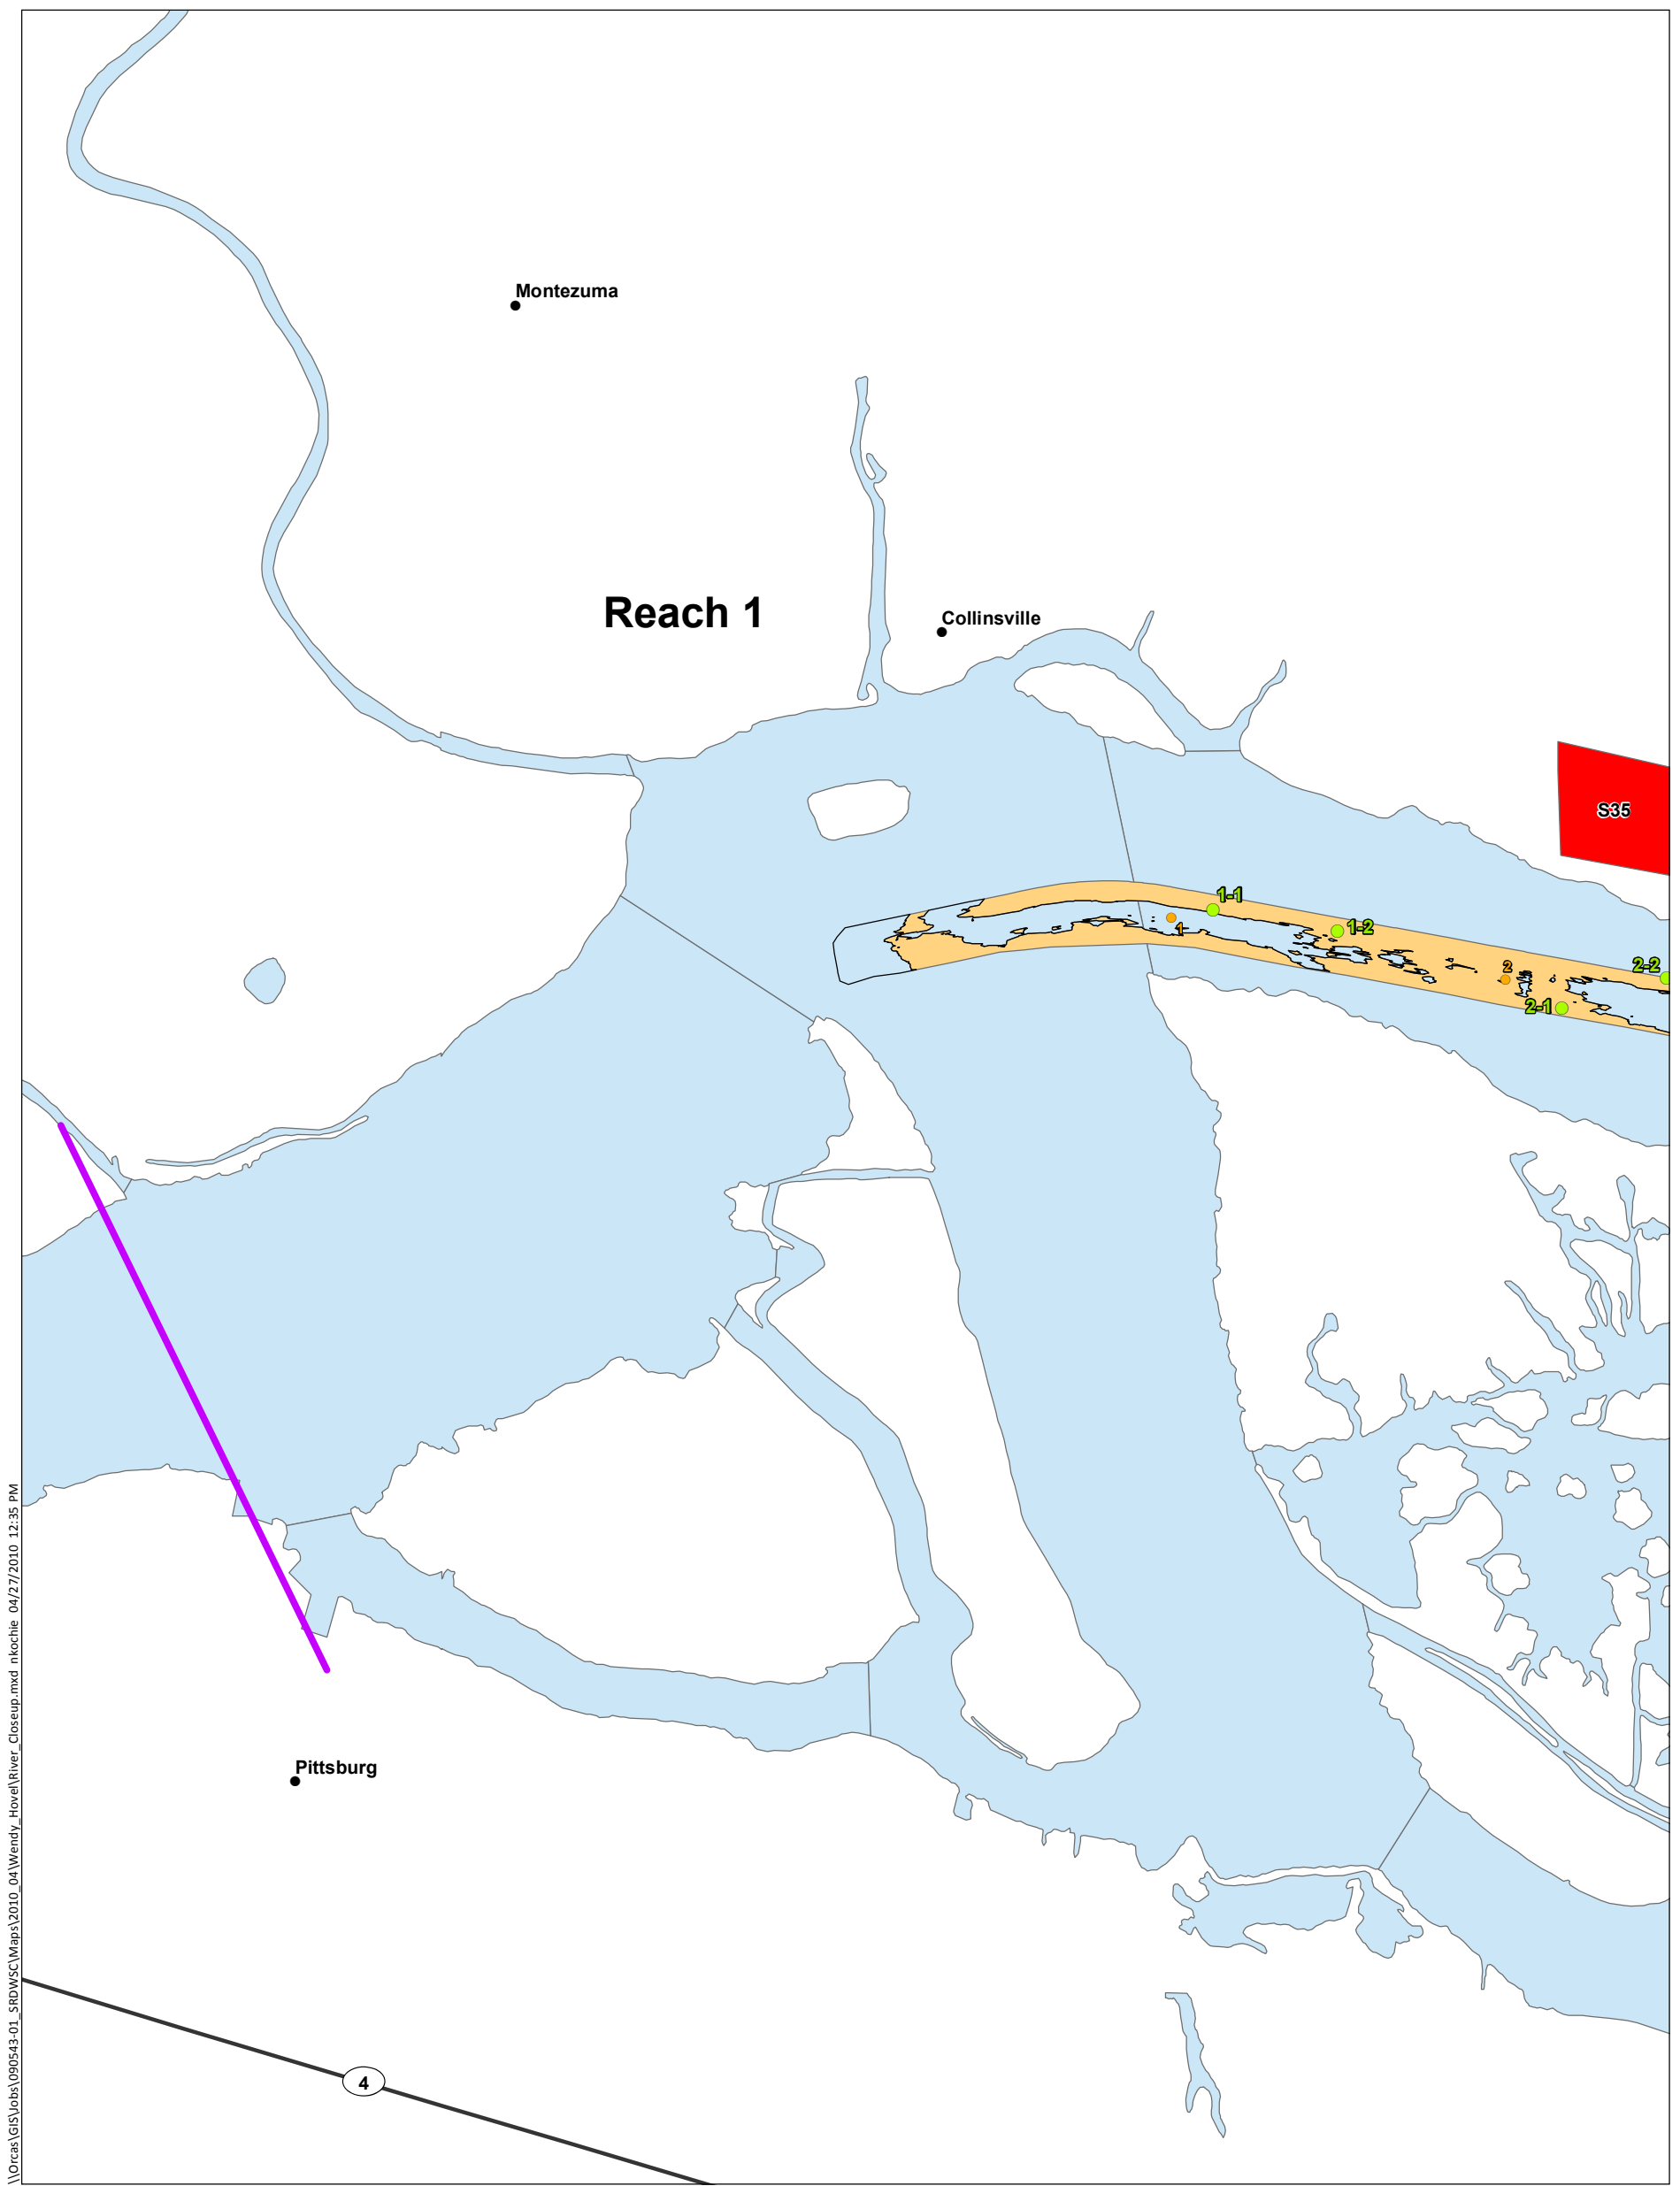 Montezuma
Reach 1
Collinsville
S35
1-1
1
1-2
2
2-2
2-1
Pittsburg
4
\\Orcas\GIS\Jobs\090543-01_SRDWSC\Maps\2010_04\Wendy_Hovel\River_Closeup.mxd nkochie 04/27/2010 12:35 PM